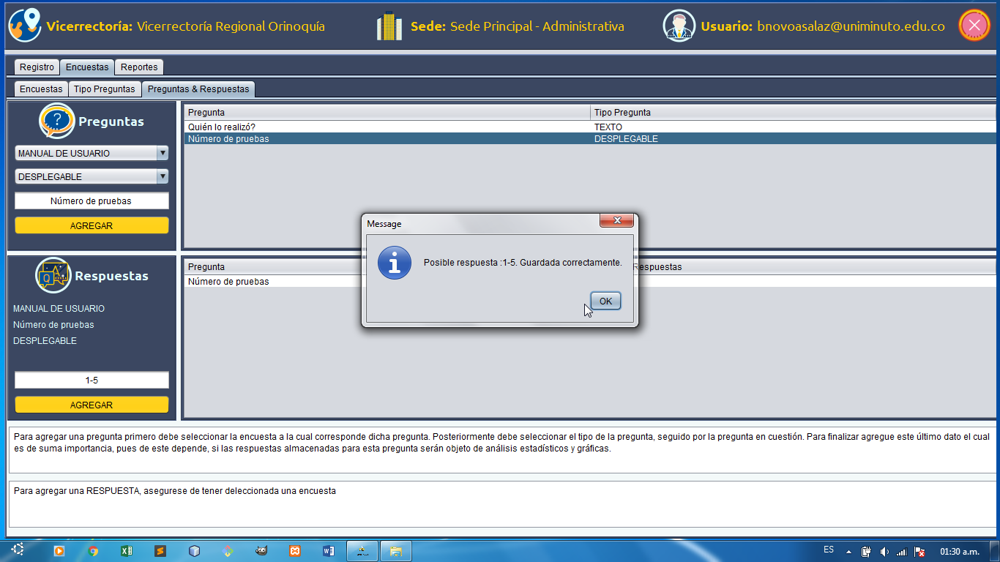 Vicerrectoría: Vicerrectoría Regional Orinoquía
Sede: Sede Principal - Administrativa
Usuario: bnovoasalaz@uniminuto.edu.co
Registro Encuestas Reportes
Encuestas Tipo Preguntas Preguntas & Respuestas
? Preguntas
MANUAL DE USUARIO
DESPLEGABLE
Número de pruebas
AGREGAR
Pregunta Tipo Pregunta
Quién lo realizó? TEXTO
Número de pruebas DESPLEGABLE
Message
Posible respuesta :1-5. Guardada correctamente.
OK
Q A Respuestas
MANUAL DE USUARIO
Número de pruebas
DESPLEGABLE
1-5
AGREGAR
Pregunta Respuestas
Número de pruebas
Para agregar una pregunta primero debe seleccionar la encuesta a la cual corresponde dicha pregunta. Posteriormente debe seleccionar el tipo de la pregunta, seguido por la pregunta en cuestión. Para finalizar agregue este último dato el cual
es de suma importancia, pues de este depende, si las respuestas almacenadas para esta pregunta serán objeto de análisis estadísticos y gráficas.
Para agregar una RESPUESTA, asegurese de tener deleccionada una encuesta
ES 01:30 a.m.